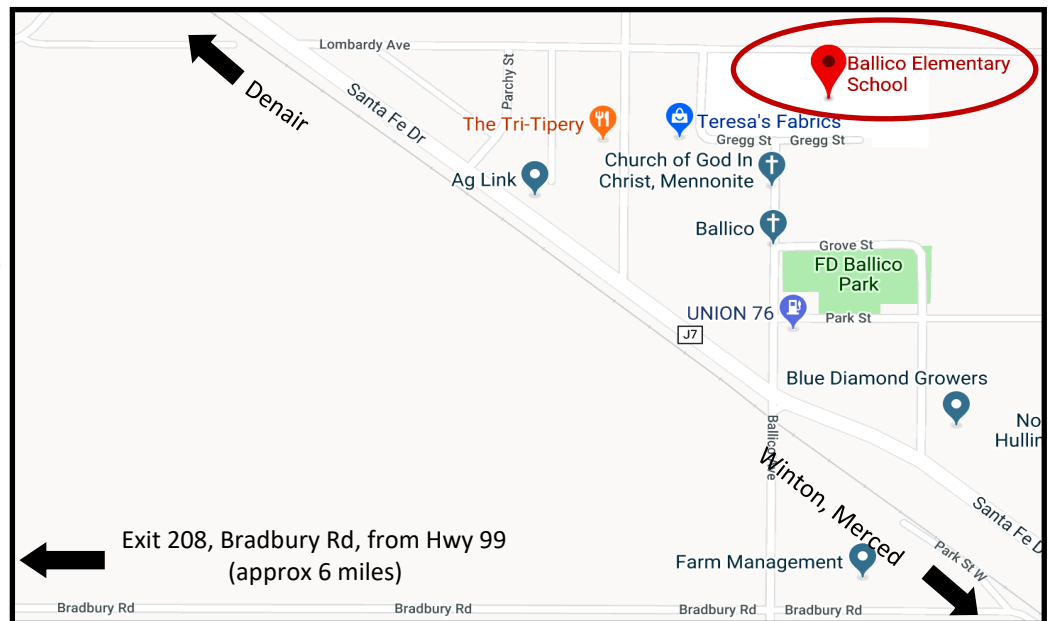 Lombardy Ave
Ballico Elementary
School
Denair
Parchy St
Santa Fe Dr
The Tri-Tipery
Teresa's Fabrics
Gregg St
Gregg St
Church of God In
Christ, Mennonite
Ag Link
Ballico
Grove St
FD Ballico
Park
UNION 76
Park St
J7
Blue Diamond Growers
No
Hullin
Winton, Merced
Santa Fe D
Exit 208, Bradbury Rd, from Hwy 99
(approx 6 miles)
Farm Management
Park St W
Bradbury Rd
Bradbury Rd
Bradbury Rd
Bradbury Rd